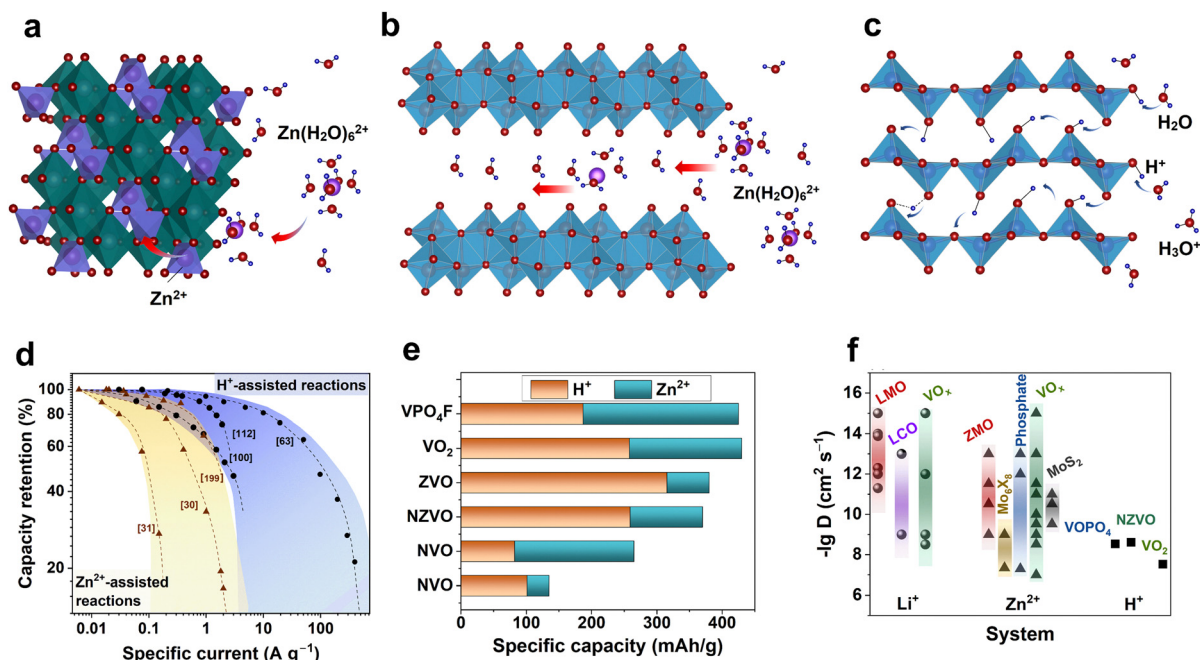 a
Zn(H₂O)₆²⁺
Zn²⁺
b
Zn(H₂O)₆²⁺
c
H₂O
H⁺
H₃O⁺
d
Capacity retention (%)
100
80
60
40
20
H⁺-assisted reactions
[112]
[63]
[100]
[199]
[30]
[31]
Zn²⁺-assisted
reactions
0.01 0.1 1 10 100
Specific current (A g⁻¹)
e
H⁺ Zn²⁺
VPO₄F
VO₂
ZVO
NZVO
NVO
NVO
0 100 200 300 400
Specific capacity (mAh/g)
f
-lg D (cm² s⁻¹)
16
14
12
10
8
6
LMO
LCO
VOₓ
ZMO
Mo₆X₈
Phosphate
VOₓ
MoS₂
VOPO₄
NZVO
VO₂
Li⁺ Zn²⁺ H⁺
System